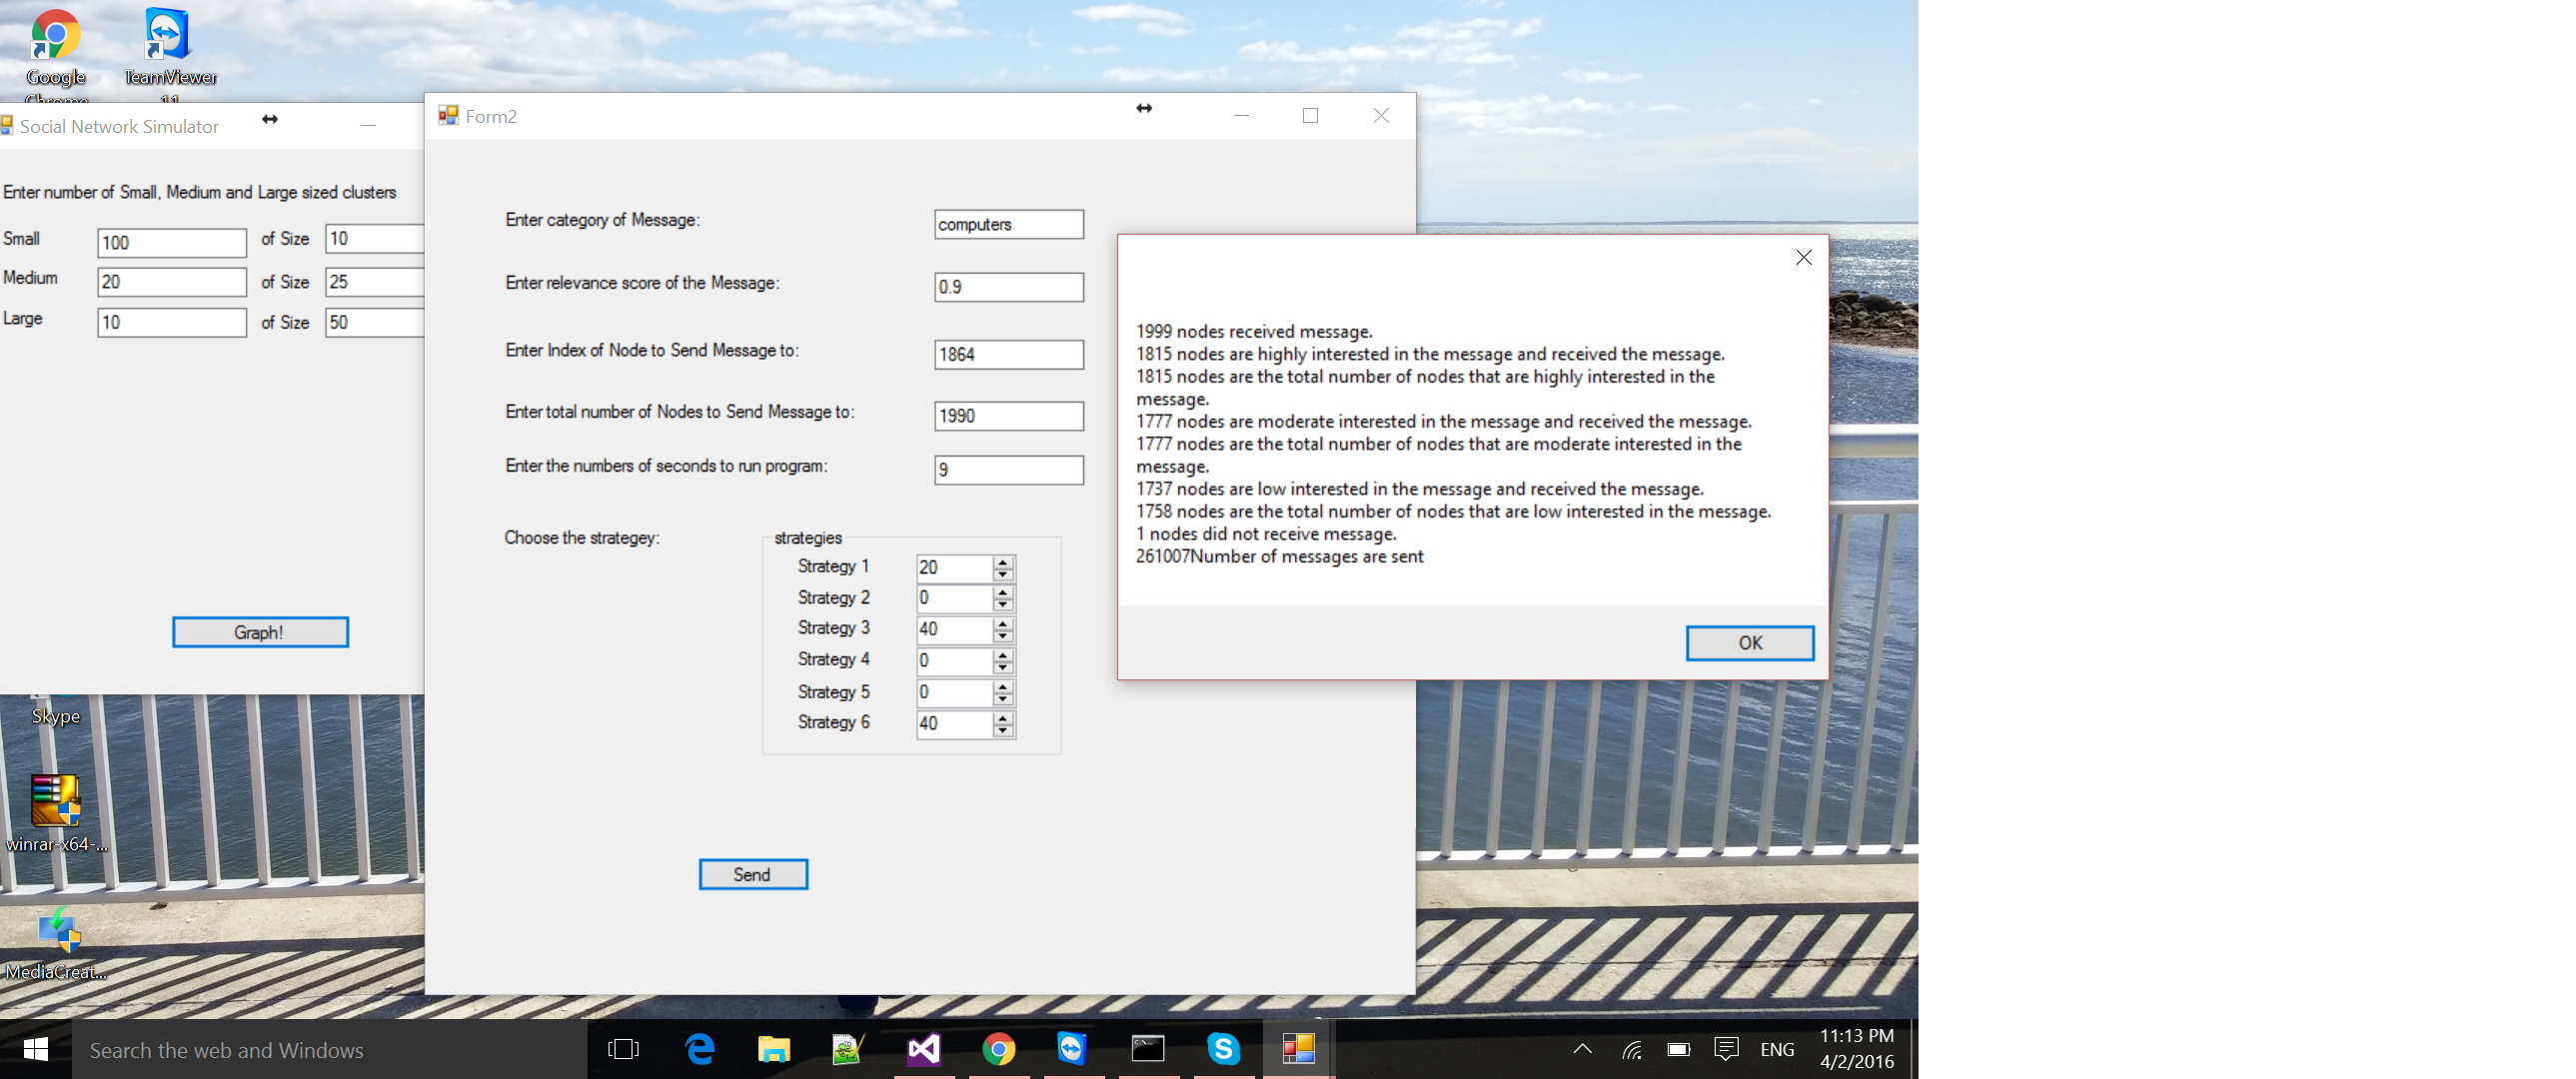 Google
Chrome
TeamViewer
11
Social Network Simulator
Enter number of Small, Medium and Large sized clusters
Small 100 of Size 10
Medium 20 of Size 25
Large 10 of Size 50
Graph!
Skype
winrar-x64-...
MediaCreat...
Form2
Enter category of Message: computers
Enter relevance score of the Message: 0.9
Enter Index of Node to Send Message to: 1864
Enter total number of Nodes to Send Message to: 1990
Enter the numbers of seconds to run program: 9
Choose the strategey:
strategies
Strategy 1 20
Strategy 2 0
Strategy 3 40
Strategy 4 0
Strategy 5 0
Strategy 6 40
Send
1999 nodes received message.
1815 nodes are highly interested in the message and received the message.
1815 nodes are the total number of nodes that are highly interested in the
message.
1777 nodes are moderate interested in the message and received the message.
1777 nodes are the total number of nodes that are moderate interested in the
message.
1737 nodes are low interested in the message and received the message.
1758 nodes are the total number of nodes that are low interested in the message.
1 nodes did not receive message.
261007Number of messages are sent
OK
Search the web and Windows
ENG
11:13 PM
4/2/2016